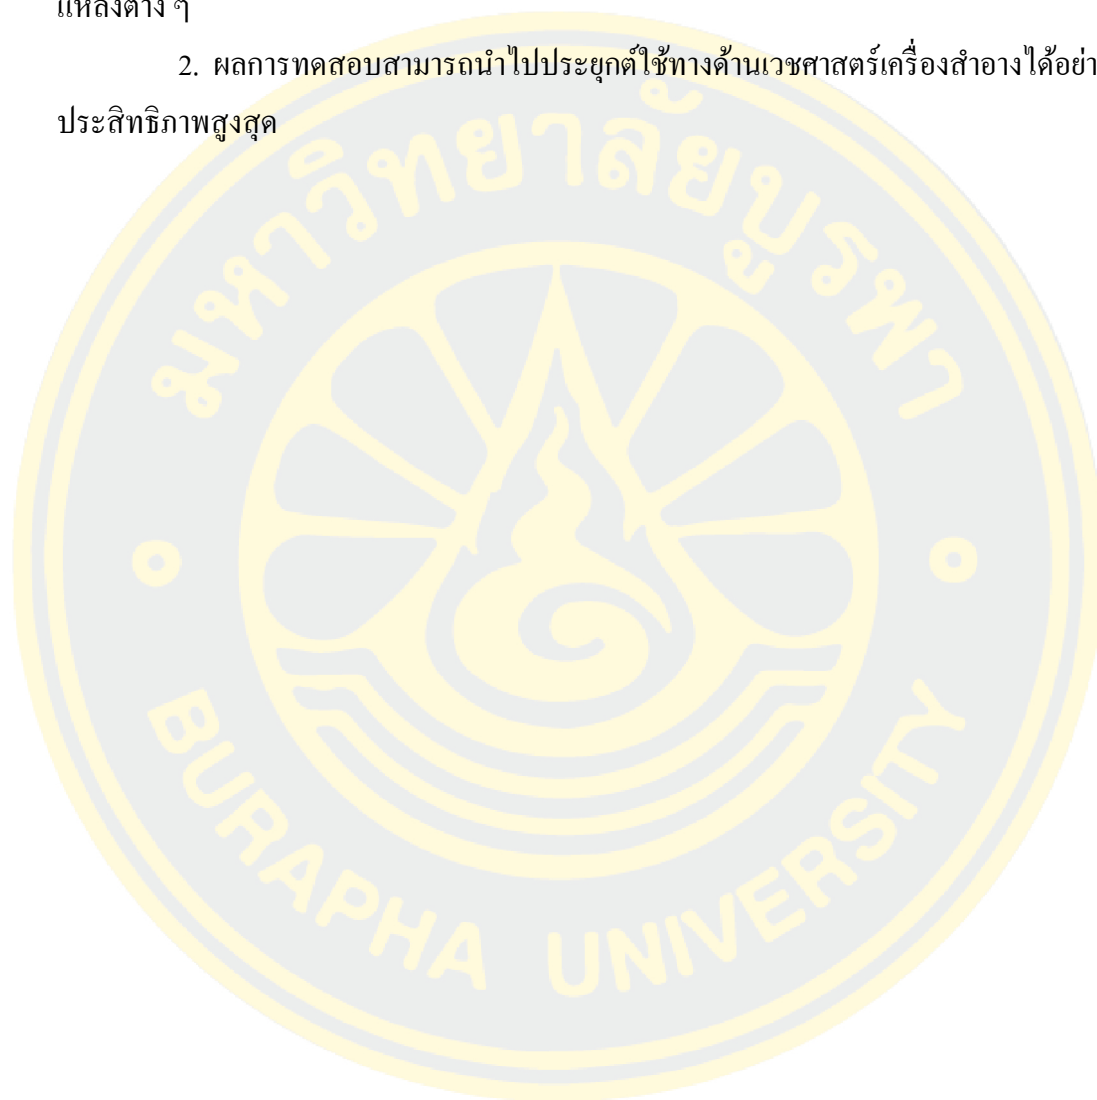 แหล่งต่าง ๆ
2. ผลการทดสอบสามารถนำไปประยุกต์ใช้ทางด้านเวชศาสตร์เครื่องสำอางได้อย่า
ประสิทธิภาพสูงสุด
มหาวิทยาลัยบูรพา
BURAPHA UNIVERSITY